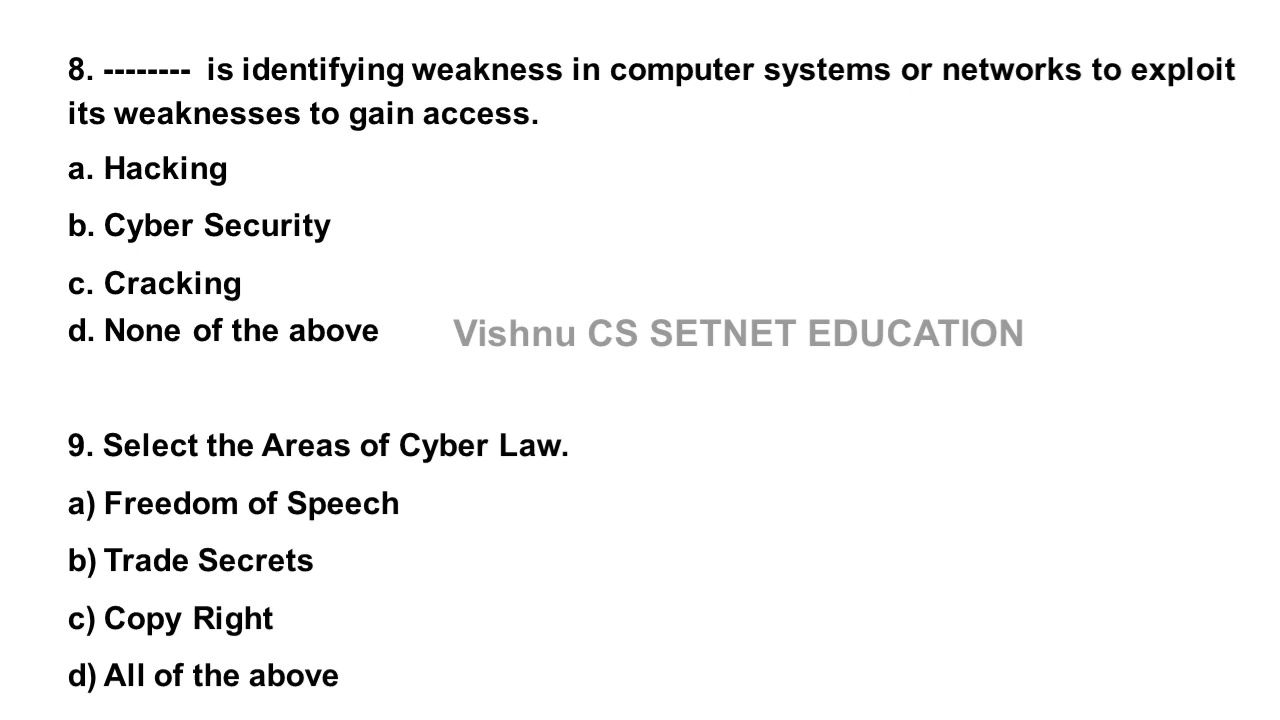 8. -------- is identifying weakness in computer systems or networks to exploit
its weaknesses to gain access.
a. Hacking
b. Cyber Security
c. Cracking
d. None of the above
Vishnu CS SETNET EDUCATION
9. Select the Areas of Cyber Law.
a) Freedom of Speech
b) Trade Secrets
c) Copy Right
d) All of the above